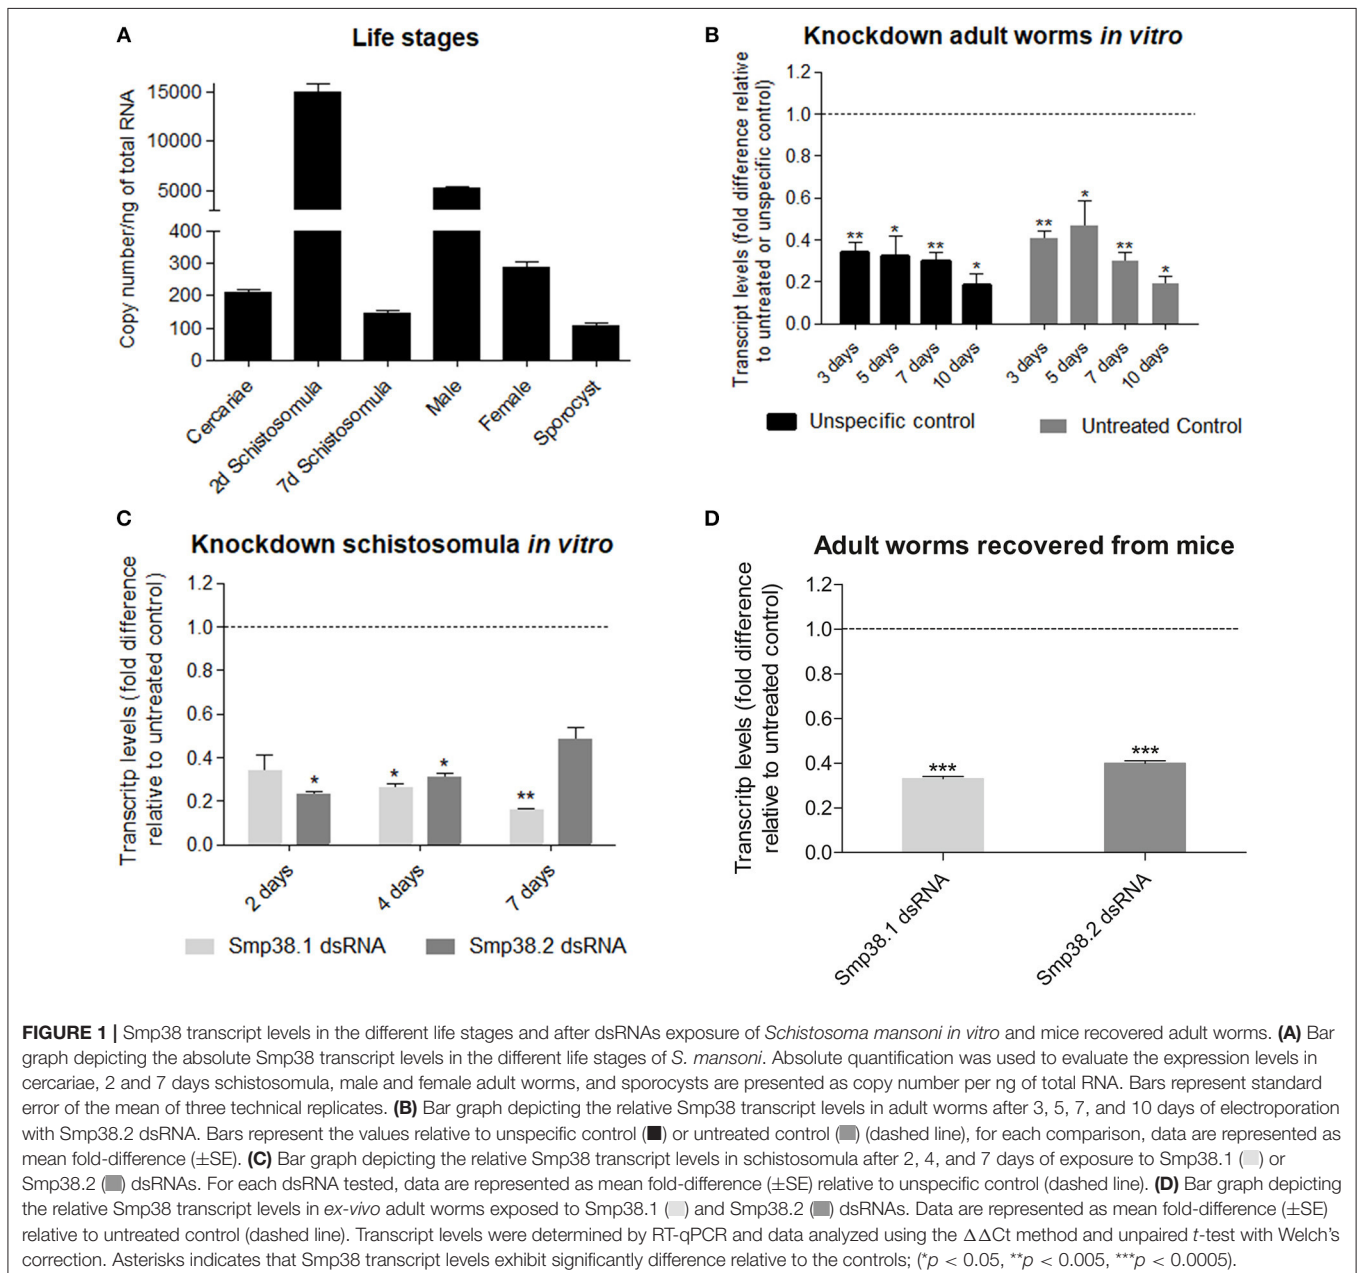 A
Life stages
Copy number/ng of total RNA
15000
10000
5000
400
300
200
100
0
Cercariae
2d Schistosomula
7d Schistosomula
Male
Female
Sporocyst
B
Knockdown adult worms in vitro
Transcript levels (fold difference relative
to untreated or unspecific control)
1.2
1.0
0.8
0.6
0.4
0.2
0.0
** * ** *
** * ** *
3 days
5 days
7 days
10 days
3 days
5 days
7 days
10 days
Unspecific control
Untreated Control
C
Knockdown schistosomula in vitro
Transcritp levels (fold difference
relative to untreated control)
1.2
1.0
0.8
0.6
0.4
0.2
0.0
* * * **
2 days
4 days
7 days
Smp38.1 dsRNA
Smp38.2 dsRNA
D
Adult worms recovered from mice
Transcritp levels (fold difference
relative to untreated control)
1.2
1.0
0.8
0.6
0.4
0.2
0.0
*** ***
Smp38.1 dsRNA
Smp38.2 dsRNA
FIGURE 1 | Smp38 transcript levels in the different life stages and after dsRNAs exposure of Schistosoma mansoni in vitro and mice recovered adult worms. (A) Bar
graph depicting the absolute Smp38 transcript levels in the different life stages of S. mansoni. Absolute quantification was used to evaluate the expression levels in
cercariae, 2 and 7 days schistosomula, male and female adult worms, and sporocysts are presented as copy number per ng of total RNA. Bars represent standard
error of the mean of three technical replicates. (B) Bar graph depicting the relative Smp38 transcript levels in adult worms after 3, 5, 7, and 10 days of electroporation
with Smp38.2 dsRNA. Bars represent the values relative to unspecific control (■) or untreated control (■) (dashed line), for each comparison, data are represented as
mean fold-difference (±SE). (C) Bar graph depicting the relative Smp38 transcript levels in schistosomula after 2, 4, and 7 days of exposure to Smp38.1 (■) or
Smp38.2 (■) dsRNAs. For each dsRNA tested, data are represented as mean fold-difference (±SE) relative to unspecific control (dashed line). (D) Bar graph depicting
the relative Smp38 transcript levels in ex-vivo adult worms exposed to Smp38.1 (■) and Smp38.2 (■) dsRNAs. Data are represented as mean fold-difference (±SE)
relative to untreated control (dashed line). Transcript levels were determined by RT-qPCR and data analyzed using the ΔΔCt method and unpaired t-test with Welch's
correction. Asterisks indicates that Smp38 transcript levels exhibit significantly difference relative to the controls; (*p < 0.05, **p < 0.005, ***p < 0.0005).